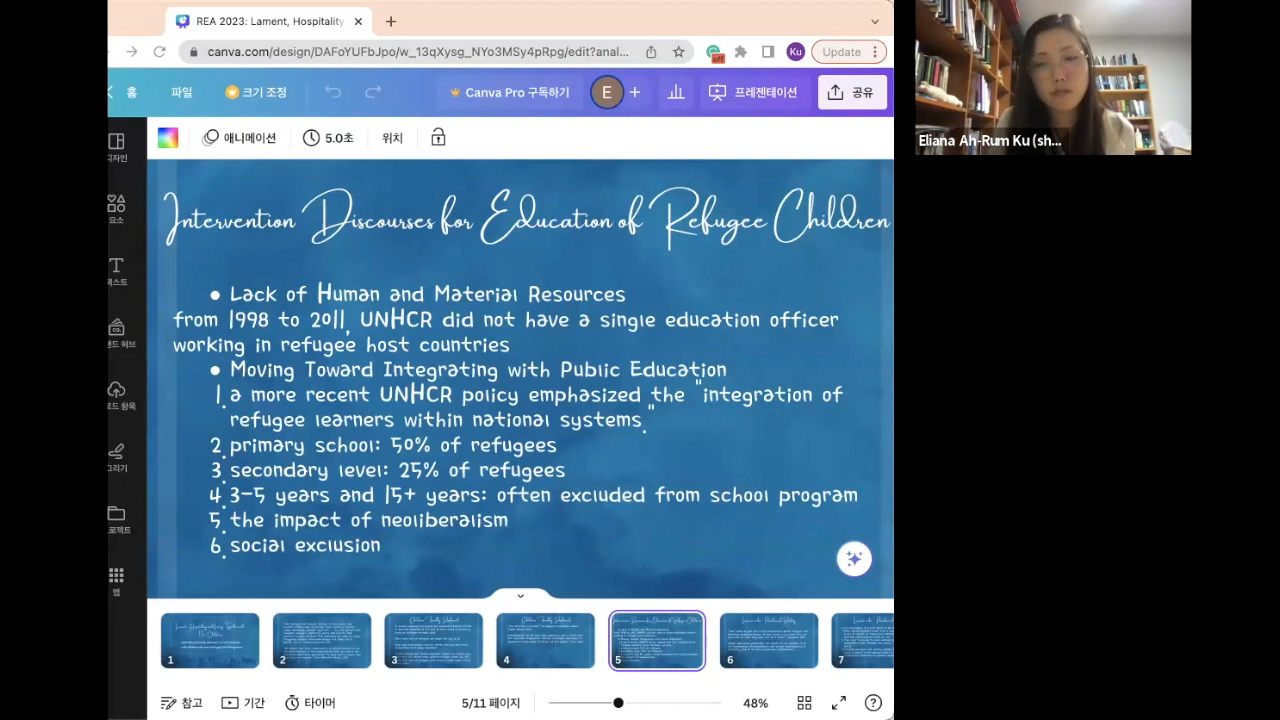 REA 2023: Lament, Hospitality
canva.com/design/DAFoYUFbJpo/w_13qXysg_NYo3MSy4pRpg/edit?anal...
off
Ku
Update
홈
파일
크기 조정
Canva Pro 구독하기
E
프레젠테이션
공유
애니메이션
5.0초
위치
Intervention Discourses for Education of Refugee Children
• Lack of Human and Material Resources
from 1998 to 2011, UNHCR did not have a single education officer
working in refugee host countries
• Moving Toward Integrating with Public Education
1. a more recent UNHCR policy emphasized the "integration of
refugee learners within national systems."
2. primary school: 50% of refugees
3. secondary level: 25% of refugees
4. 3-5 years and 15+ years: often excluded from school program
5. the impact of neoliberalism
6. social exclusion
1
2
3
4
5
6
7
참고
기간
타이머
5/11 페이지
48%
Eliana Ah-Rum Ku (sh...